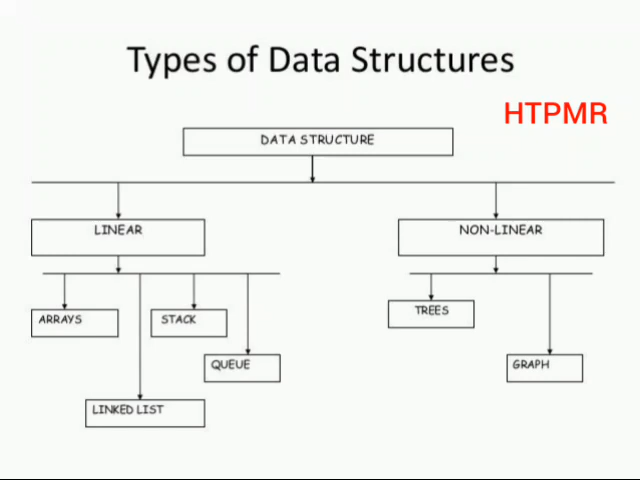 Types of Data Structures
HTPMR
DATA STRUCTURE
LINEAR
NON-LINEAR
ARRAYS
STACK
TREES
QUEUE
GRAPH
LINKED LIST